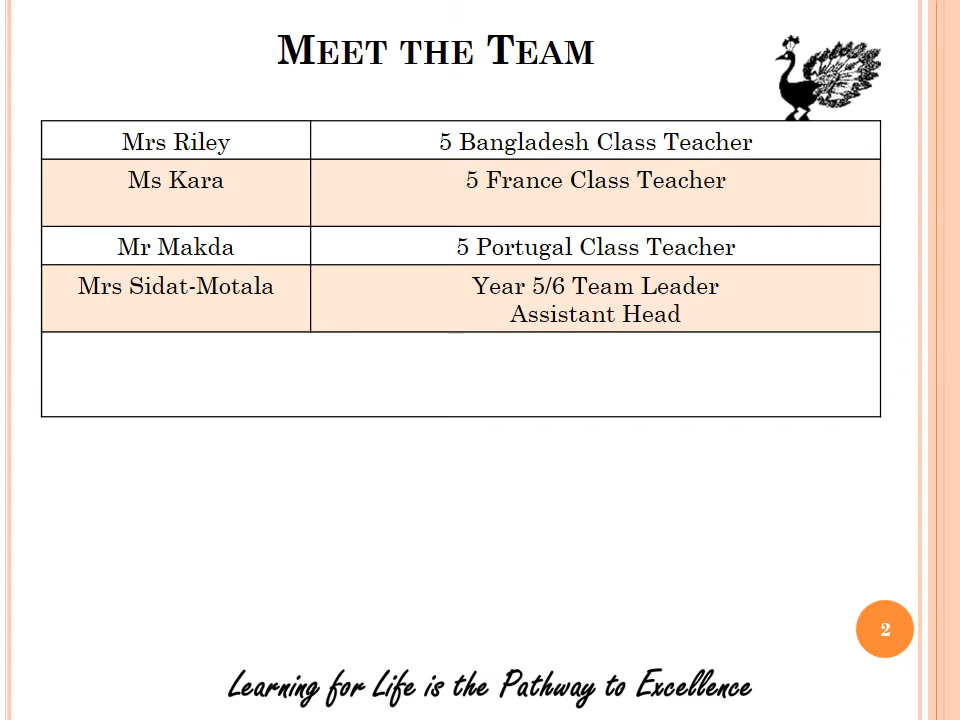 Meet the Team
Mrs Riley 5 Bangladesh Class Teacher
Ms Kara 5 France Class Teacher
Mr Makda 5 Portugal Class Teacher
Mrs Sidat-Motala Year 5/6 Team Leader
Assistant Head
2
Learning for Life is the Pathway to Excellence